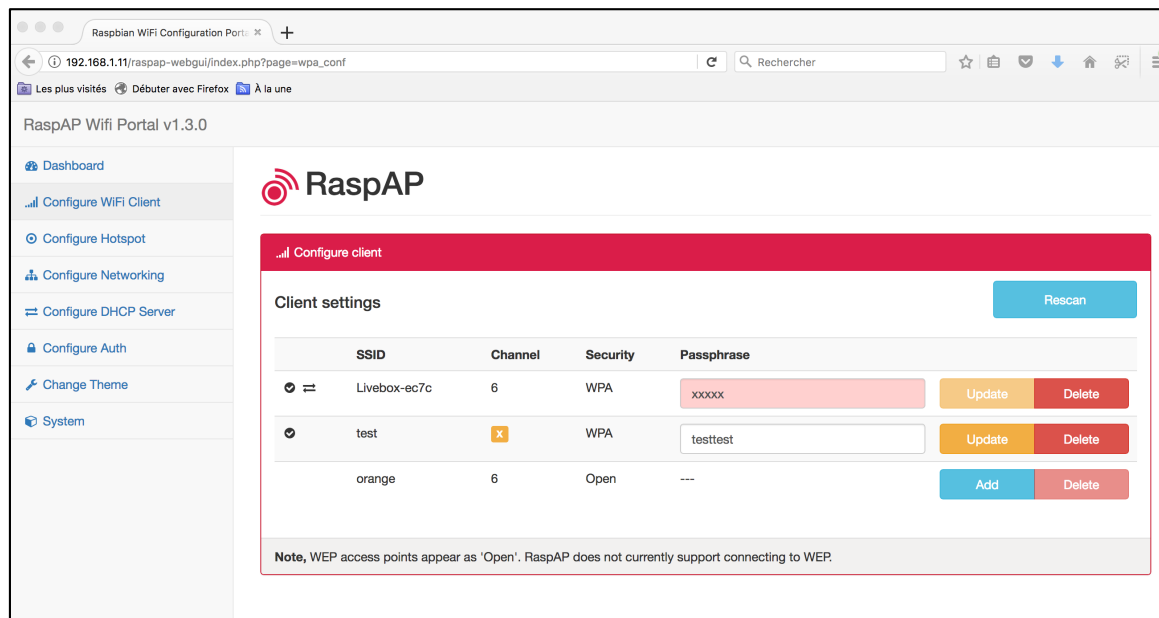 Raspbian WiFi Configuration Porta
192.168.1.11/raspap-webgui/index.php?page=wpa_conf
Rechercher
Les plus visités Débuter avec Firefox À la une
RaspAP Wifi Portal v1.3.0
Dashboard
Configure WiFi Client
Configure Hotspot
Configure Networking
Configure DHCP Server
Configure Auth
Change Theme
System
RaspAP
Configure client
Client settings
Rescan
SSID Channel Security Passphrase
Livebox-ec7c 6 WPA xxxxx Update Delete
test X WPA testtest Update Delete
orange 6 Open --- Add Delete
Note, WEP access points appear as 'Open'. RaspAP does not currently support connecting to WEP.